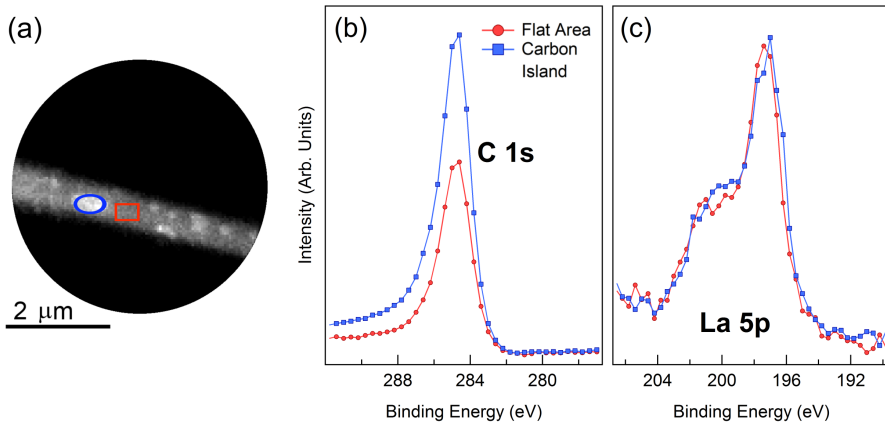 (a)
2 μm
(b)
Flat Area
Carbon
Island
C 1s
Intensity (Arb. Units)
288
284
280
Binding Energy (eV)
(c)
La 5p
204
200
196
192
Binding Energy (eV)